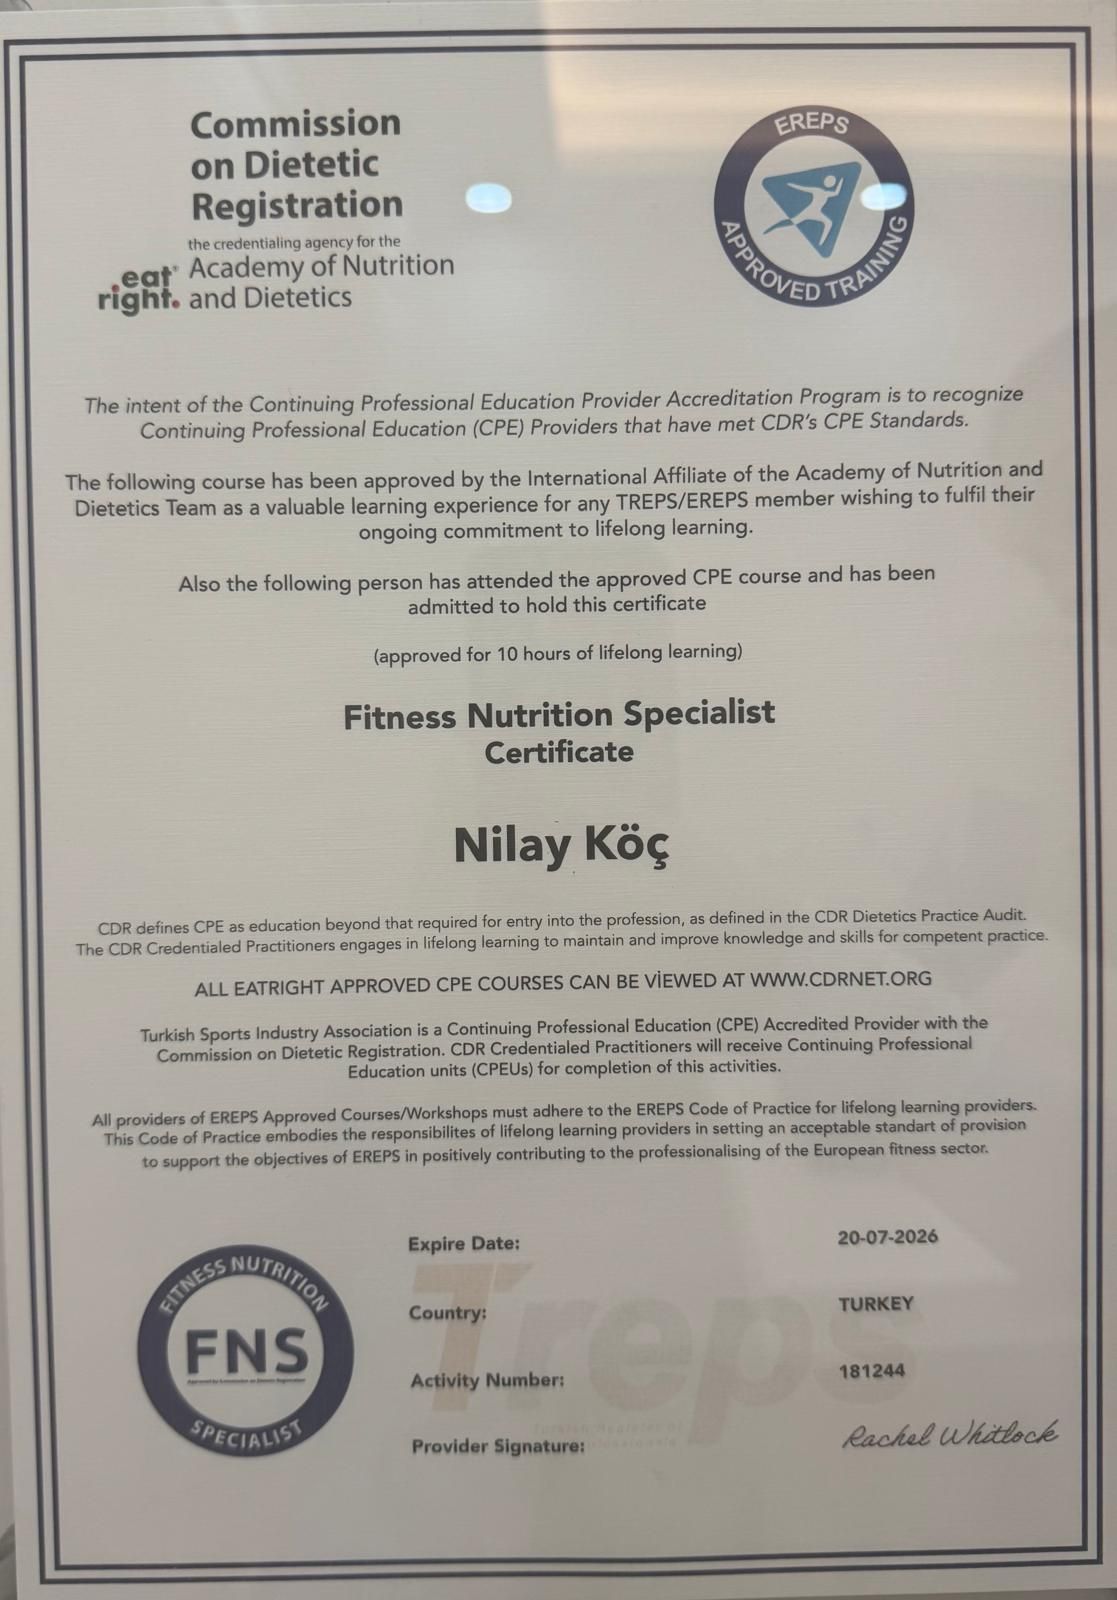 Commission
on Dietetic
Registration
the credentialing agency for the
eat right. Academy of Nutrition
and Dietetics
EREPS
APPROVED TRAINING
The intent of the Continuing Professional Education Provider Accreditation Program is to recognize
Continuing Professional Education (CPE) Providers that have met CDR's CPE Standards.
The following course has been approved by the International Affiliate of the Academy of Nutrition and
Dietetics Team as a valuable learning experience for any TREPS/EREPS member wishing to fulfil their
ongoing commitment to lifelong learning.
Also the following person has attended the approved CPE course and has been
admitted to hold this certificate
(approved for 10 hours of lifelong learning)
Fitness Nutrition Specialist
Certificate
Nilay Köç
CDR defines CPE as education beyond that required for entry into the profession, as defined in the CDR Dietetics Practice Audit.
The CDR Credentialed Practitioners engages in lifelong learning to maintain and improve knowledge and skills for competent practice.
ALL EATRIGHT APPROVED CPE COURSES CAN BE VİEWED AT WWW.CDRNET.ORG
Turkish Sports Industry Association is a Continuing Professional Education (CPE) Accredited Provider with the
Commission on Dietetic Registration. CDR Credentialed Practitioners will receive Continuing Professional
Education units (CPEUs) for completion of this activities.
All providers of EREPS Approved Courses/Workshops must adhere to the EREPS Code of Practice for lifelong learning providers.
This Code of Practice embodies the responsibilites of lifelong learning providers in setting an acceptable standart of provision
to support the objectives of EREPS in positively contributing to the professionalising of the European fitness sector.
FITNESS NUTRITION
FNS
SPECIALIST
Treps
Expire Date: 20-07-2026
Country: TURKEY
Activity Number: 181244
Provider Signature: Rachel Whitlock